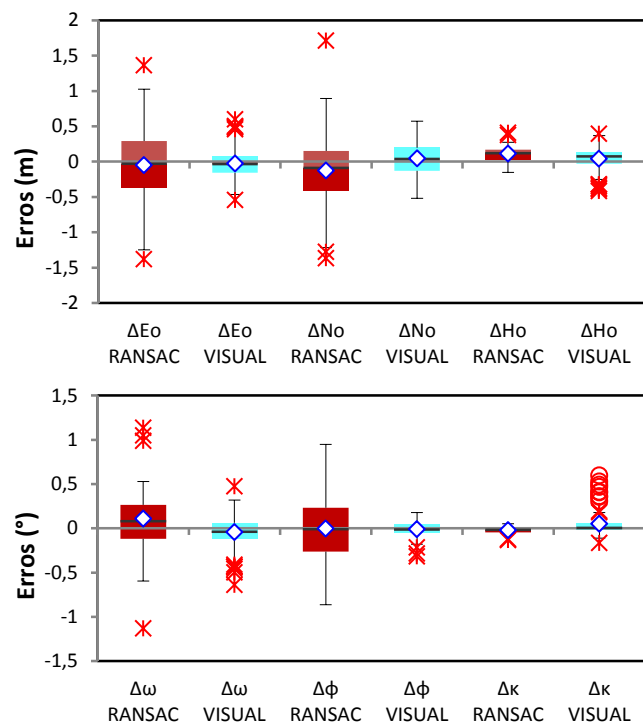 2
1,5
1
0,5
0
-0,5
-1
-1,5
-2
Erros (m)
ΔEo ΔEo ΔNo ΔNo ΔHo ΔHo
RANSAC VISUAL RANSAC VISUAL RANSAC VISUAL
1,5
1
0,5
0
-0,5
-1
-1,5
Erros (°)
Δω Δω Δϕ Δϕ Δκ Δκ
RANSAC VISUAL RANSAC VISUAL RANSAC VISUAL